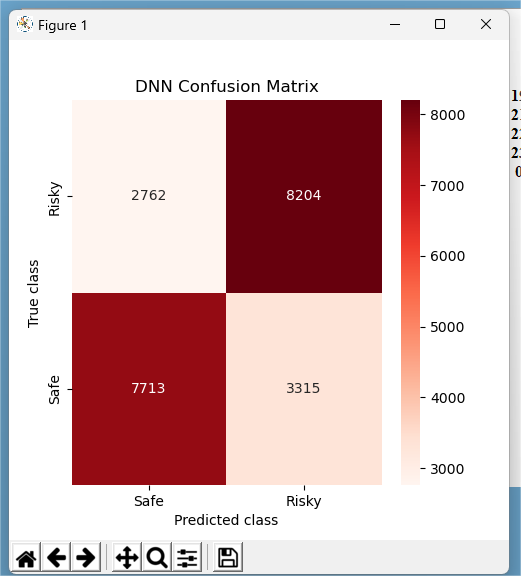 Figure 1
DNN Confusion Matrix
True class
Risky
2762 8204
Safe
7713 3315
8000
7000
6000
5000
4000
3000
Safe Risky
Predicted class